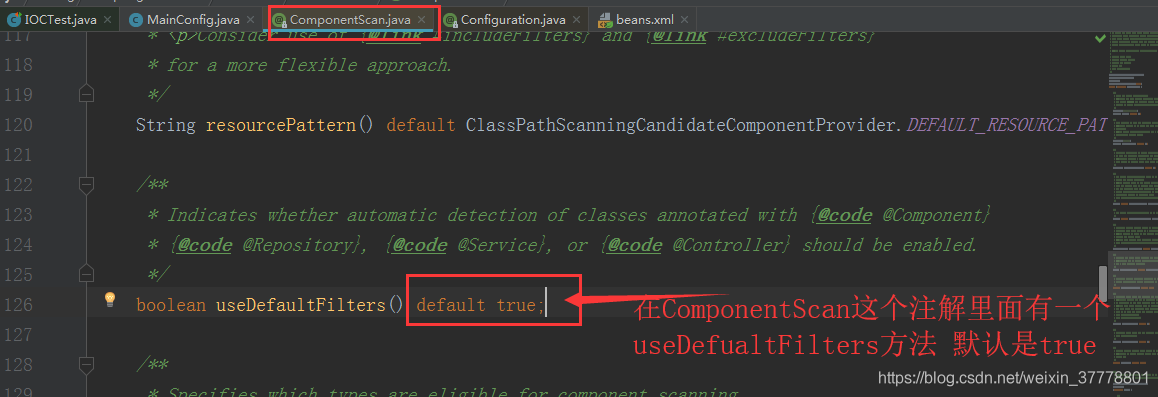 IOCTest.java × MainConfig.java × ComponentScan.java × Configuration.java × beans.xml ×
117 * <p>Consider use of {@link #includeFilters} and {@link #excludeFilters}
118 * for a more flexible approach.
119 */
120 String resourcePattern() default ClassPathScanningCandidateComponentProvider.DEFAULT_RESOURCE_PAT
121
122 /**
123 * Indicates whether automatic detection of classes annotated with {@code @Component}
124 * {@code @Repository}, {@code @Service}, or {@code @Controller} should be enabled.
125 */
126 boolean useDefaultFilters() default true;
在ComponentScan这个注解里面有一个
useDefualtFilters方法 默认是true
127
128 /**
129 * Specifies which types are eligible for component scanning.
https://blog.csdn.net/weixin_37778801